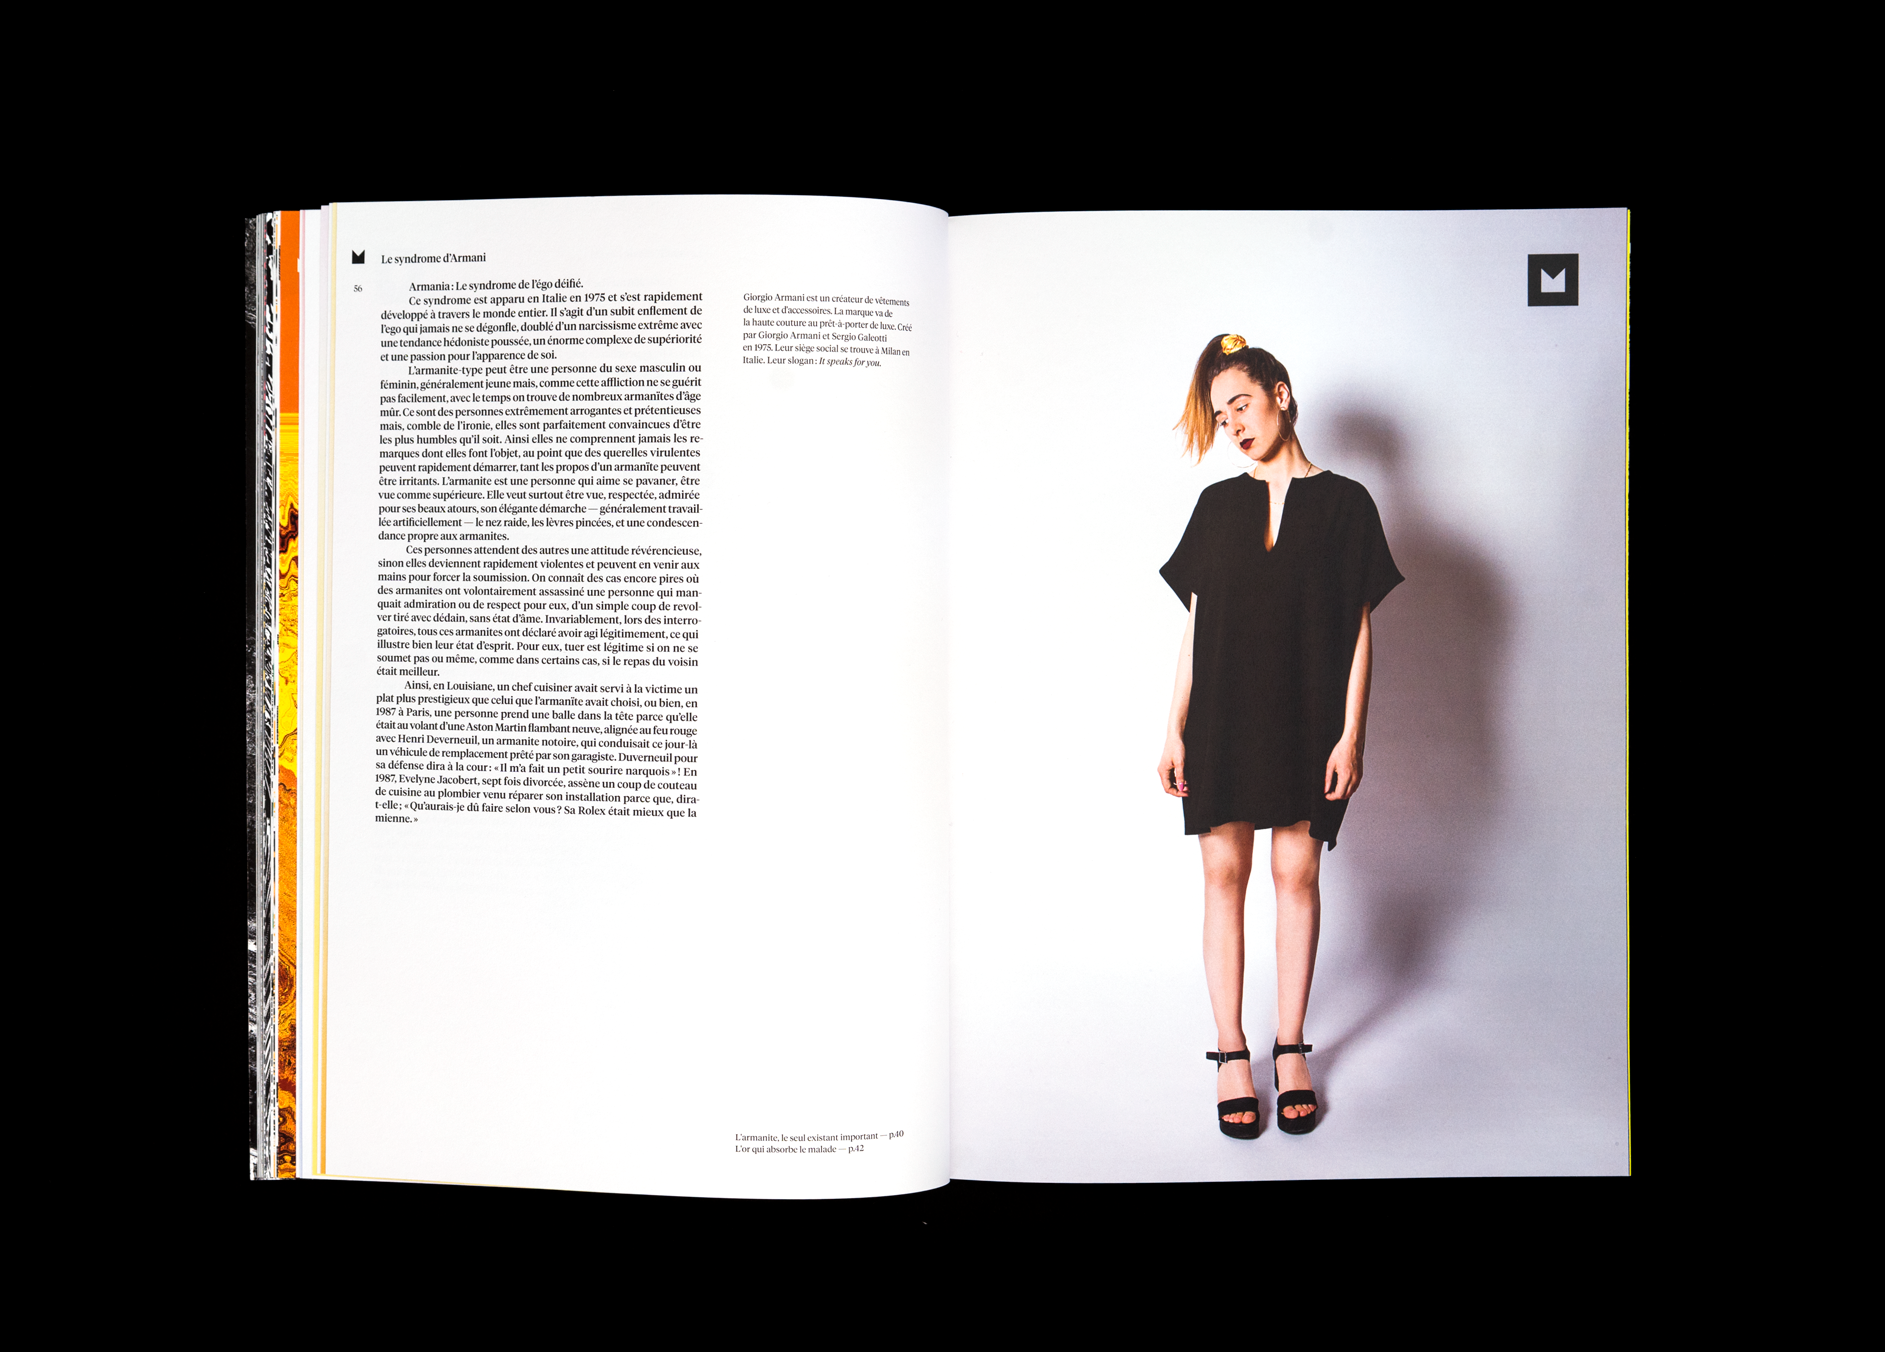 Le syndrome d'Armani
56
Armania : Le syndrome de l'égo déifié.
Ce syndrome est apparu en Italie en 1975 et s'est rapidement
développé à travers le monde entier. Il s'agit d'un subit enflement de
l'ego qui jamais ne se dégonfle, doublé d'un narcissisme extrême avec
une tendance hédoniste poussée, un énorme complexe de supériorité
et une passion pour l'apparence de soi.
L'armanite-type peut être une personne du sexe masculin ou
féminin, généralement jeune mais, comme cette affliction ne se guérit
pas facilement, avec le temps on trouve de nombreux armanïtes d'âge
mûr. Ce sont des personnes extrêmement arrogantes et prétentieuses
mais, comble de l'ironie, elles sont parfaitement convaincues d'être
les plus humbles qu'il soit. Ainsi elles ne comprennent jamais les re-
marques dont elles font l'objet, au point que des querelles virulentes
peuvent rapidement démarrer, tant les propos d'un armanïte peuvent
être irritants. L'armanite est une personne qui aime se pavaner, être
vue comme supérieure. Elle veut surtout être vue, respectée, admirée
pour ses beaux atours, son élégante démarche — généralement travail-
lée artificiellement — le nez raide, les lèvres pincées, et une condescen-
dance propre aux armanites.
Ces personnes attendent des autres une attitude révérencieuse,
sinon elles deviennent rapidement violentes et peuvent en venir aux
mains pour forcer la soumission. On connaît des cas encore pires où
des armanites ont volontairement assassiné une personne qui man-
quait admiration ou de respect pour eux, d'un simple coup de revol-
ver tiré avec dédain, sans état d'âme. Invariablement, lors des interro-
gatoires, tous ces armanites ont déclaré avoir agi légitimement, ce qui
illustre bien leur état d'esprit. Pour eux, tuer est légitime si on ne se
soumet pas ou même, comme dans certains cas, si le repas du voisin
était meilleur.
Ainsi, en Louisiane, un chef cuisiner avait servi à la victime un
plat plus prestigieux que celui que l'armanïte avait choisi, ou bien, en
1987 à Paris, une personne prend une balle dans la tête parce qu'elle
était au volant d'une Aston Martin flambant neuve, alignée au feu rouge
avec Henri Deverneuil, un armanite notoire, qui conduisait ce jour-là
un véhicule de remplacement prêté par son garagiste. Duverneuil pour
sa défense dira à la cour : « Il m'a fait un petit sourire narquois » ! En
1987, Evelyne Jacobert, sept fois divorcée, assène un coup de couteau
de cuisine au plombier venu réparer son installation parce que, dira-
t-elle ; « Qu'aurais-je dû faire selon vous ? Sa Rolex était mieux que la
mienne. »
Giorgio Armani est un créateur de vêtements
de luxe et d'accessoires. La marque va de
la haute couture au prêt-à-porter de luxe. Créé
par Giorgio Armani et Sergio Galeotti
en 1975. Leur siège social se trouve à Milan en
Italie. Leur slogan : It speaks for you.
L'armanite, le seul existant important — p.40
L'or qui absorbe le malade — p.42